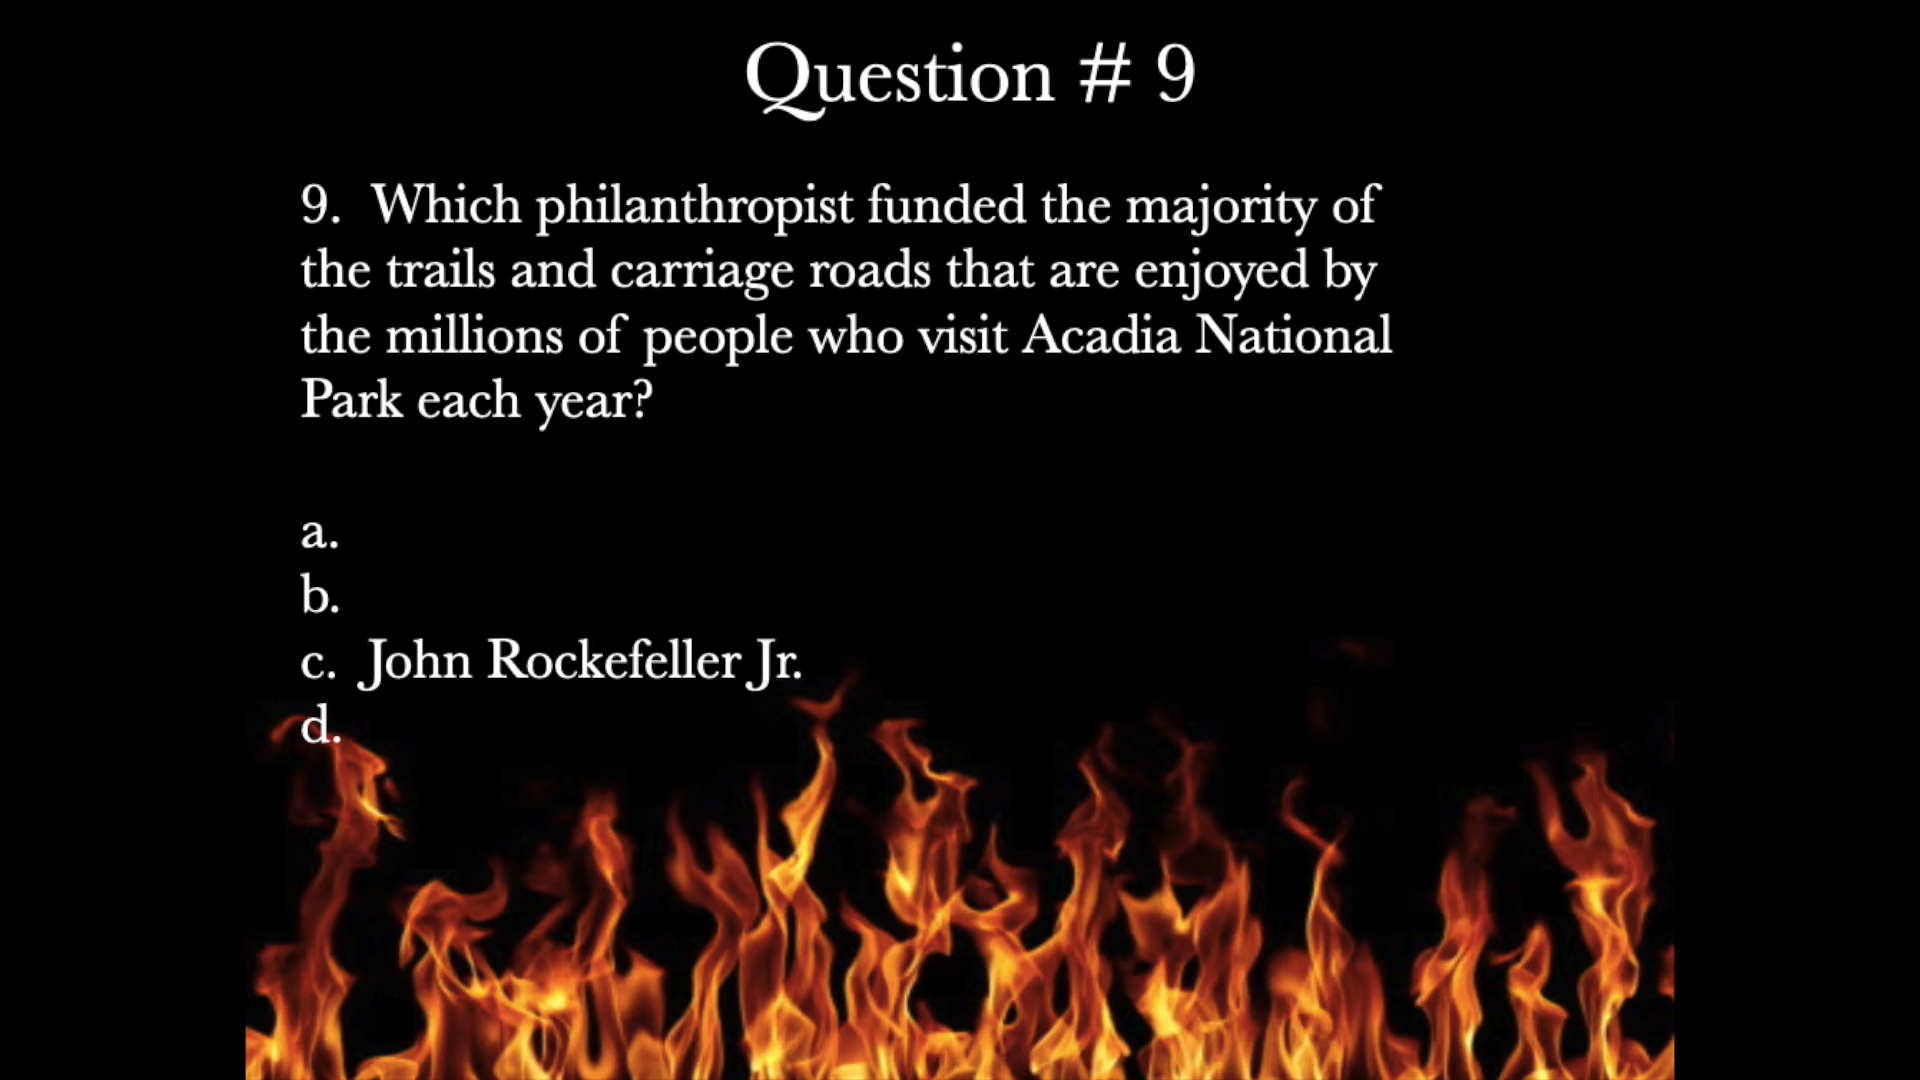 Question # 9
9. Which philanthropist funded the majority of
the trails and carriage roads that are enjoyed by
the millions of people who visit Acadia National
Park each year?
a.
b.
c. John Rockefeller Jr.
d.